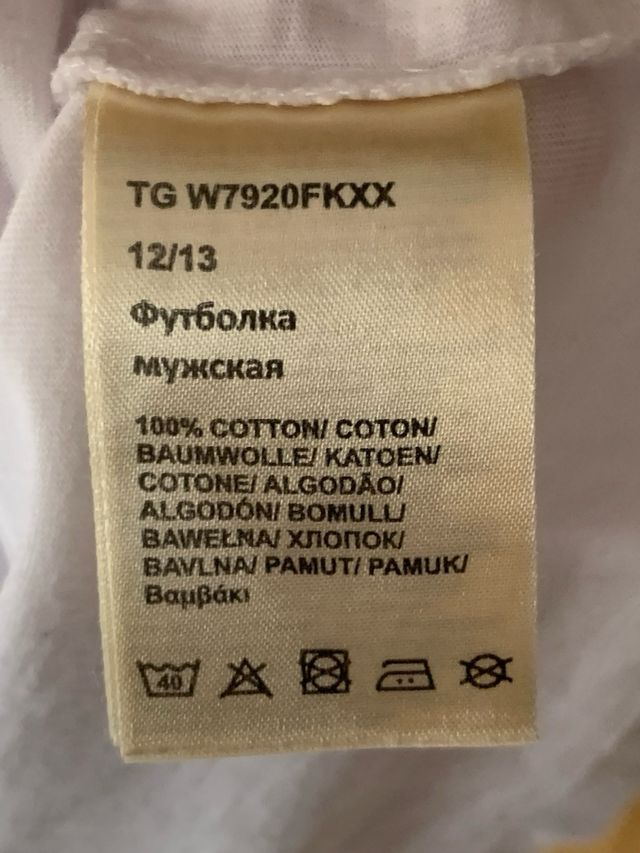 TG W7920FKXX
12/13
Футболка
мужская
100% COTTON/ COTON/
BAUMWOLLE/ KATOEN/
COTONE/ ALGODÃO/
ALGODÓN/ BOMULL/
BAWEŁNA/ ХЛОПОК/
BAVLNA/ PAMUT/ PAMUK/
Βαμβάκι
40